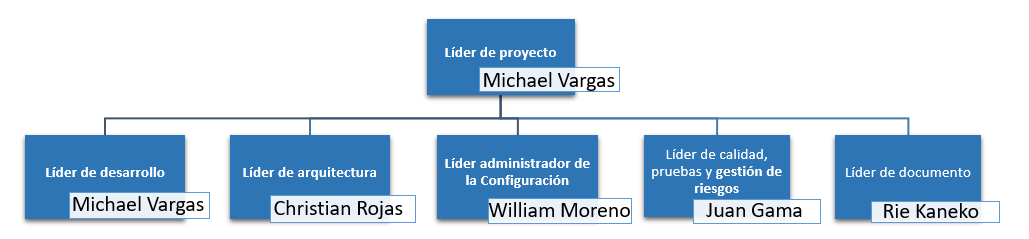 Líder de proyecto
Michael Vargas
Líder de desarrollo
Michael Vargas
Líder de arquitectura
Christian Rojas
Líder administrador de
la Configuración
William Moreno
Líder de calidad,
pruebas y gestión de
riesgos
Juan Gama
Líder de documento
Rie Kaneko